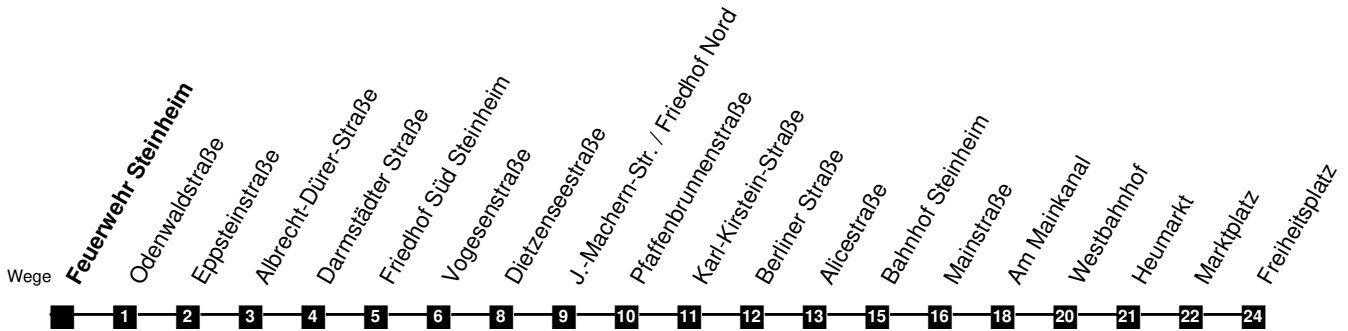 Wege
Feuerwehr Steinheim
Odenwaldstraße
Eppsteinstraße
Albrecht-Dürer-Straße
Darmstädter Straße
Friedhof Süd Steinheim
Vogesenstraße
Dietzenseestraße
J.-Machern-Str. / Friedhof Nord
Pfaffenbrunnenstraße
Karl-Kirstein-Straße
Berliner Straße
Alicestraße
Bahnhof Steinheim
Mainstraße
Am Mainkanal
Westbahnhof
Heumarkt
Marktplatz
Freiheitsplatz
1 2 3 4 5 6 8 9 10 11 12 13 15 16 18 20 21 22 24